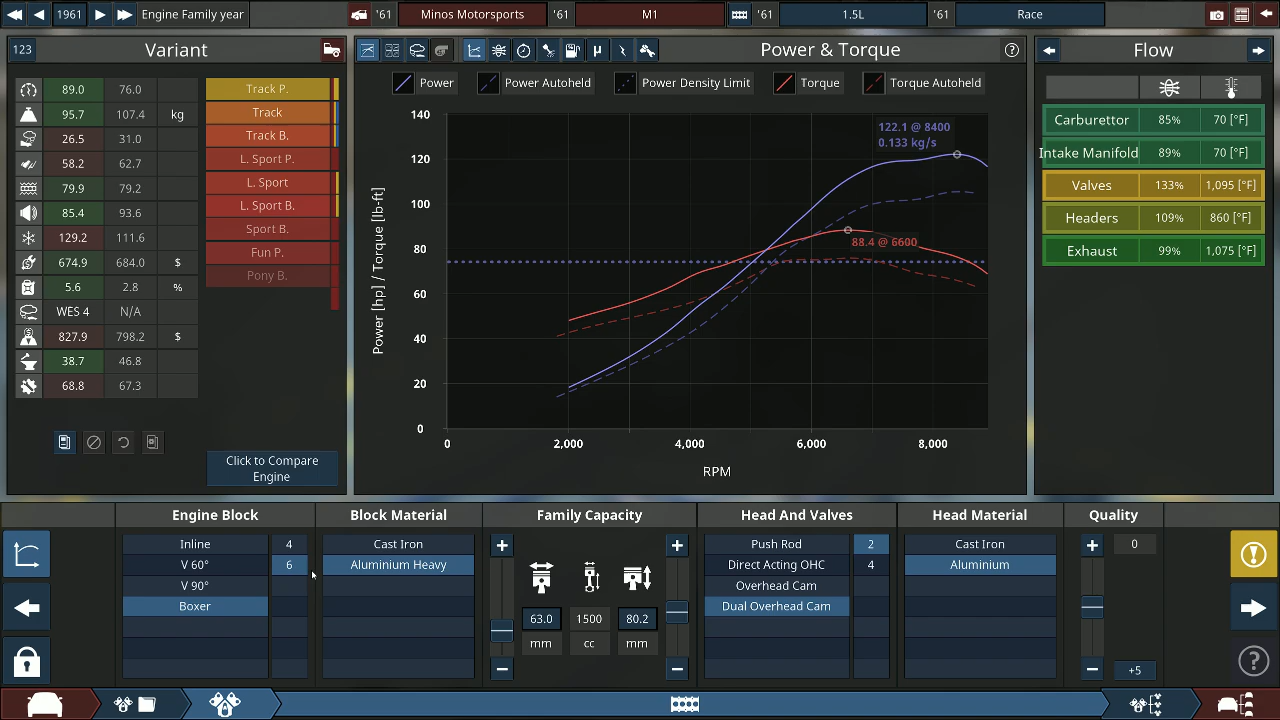 1961 Engine Family year '61 Minos Motorsports '61 M1 '61 1.5L '61 Race
123 Variant
89.0 76.0
95.7 107.4 kg
26.5 31.0
58.2 62.7
79.9 79.2
85.4 93.6
129.2 111.6
674.9 684.0 $
5.6 2.8 %
WES 4 N/A
827.9 798.2 $
38.7 46.8
68.8 67.3
Track P.
Track
Track B.
L. Sport P.
L. Sport
L. Sport B.
Sport B.
Fun P.
Pony B.
Click to Compare
Engine
Power & Torque
Power Power Autoheld Power Density Limit Torque Torque Autoheld
Power [hp] / Torque [lb-ft]
140
120
100
80
60
40
20
0
122.1 @ 8400
0.133 kg/s
88.4 @ 6600
0 2,000 4,000 6,000 8,000
RPM
Flow
Carburettor 85% 70 [°F]
Intake Manifold 89% 70 [°F]
Valves 133% 1,095 [°F]
Headers 109% 860 [°F]
Exhaust 99% 1,075 [°F]
Engine Block
Inline 4
V 60° 6
V 90°
Boxer
Block Material
Cast Iron
Aluminium Heavy
Family Capacity
63.0 1500 80.2
mm cc mm
Head And Valves
Push Rod 2
Direct Acting OHC 4
Overhead Cam
Dual Overhead Cam
Head Material
Cast Iron
Aluminium
Quality
0
+5